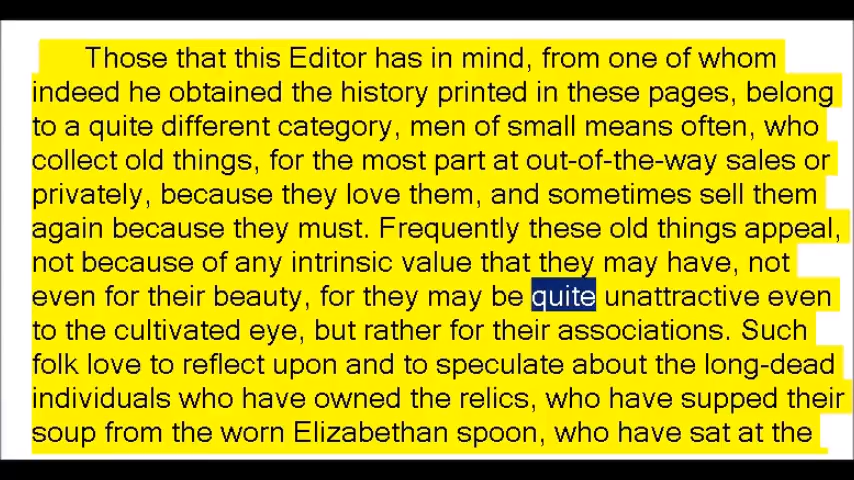 Those that this Editor has in mind, from one of whom
indeed he obtained the history printed in these pages, belong
to a quite different category, men of small means often, who
collect old things, for the most part at out-of-the-way sales or
privately, because they love them, and sometimes sell them
again because they must. Frequently these old things appeal,
not because of any intrinsic value that they may have, not
even for their beauty, for they may be quite unattractive even
to the cultivated eye, but rather for their associations. Such
folk love to reflect upon and to speculate about the long-dead
individuals who have owned the relics, who have supped their
soup from the worn Elizabethan spoon, who have sat at the